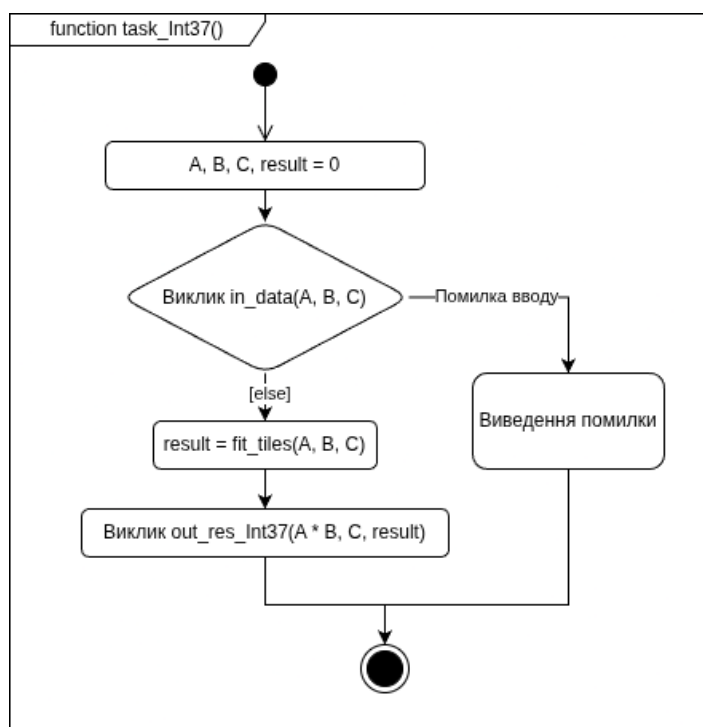 function task_Int37()
A, B, C, result = 0
Виклик in_data(A, B, C)
Помилка вводу
[else]
Виведення помилки
result = fit_tiles(A, B, C)
Виклик out_res_Int37(A * B, C, result)